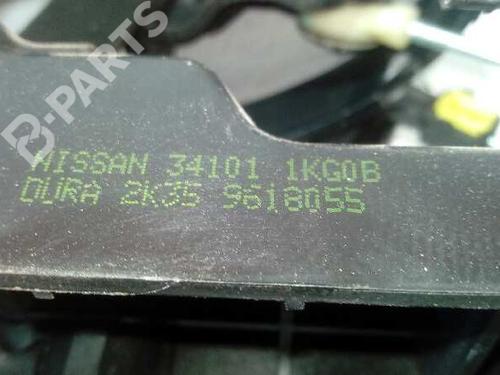 B-PARTS
NISSAN 34101 1KG0B
DURA 2K35 9618055